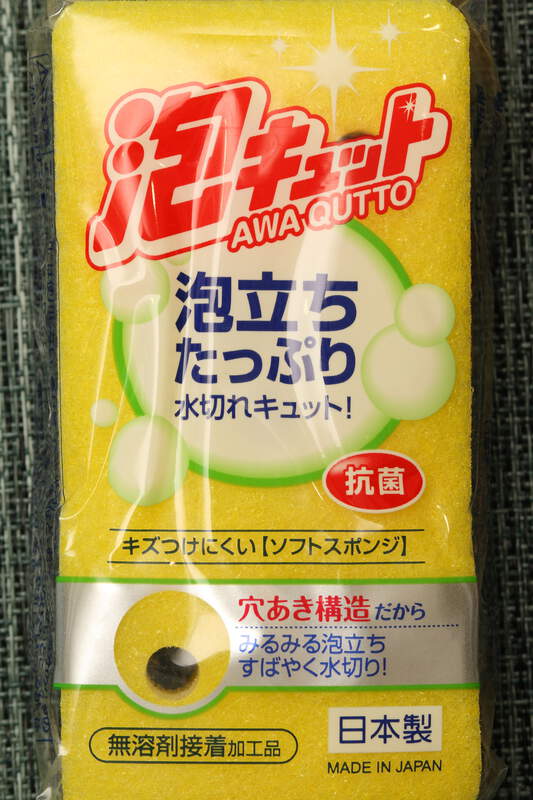 泡キュット
AWA QUTTO
泡立ち
たっぷり
水切れキュット!
抗菌
キズつけにくい【ソフトスポンジ】
穴あき構造だから
みるみる泡立ち
すばやく水切り!
無溶剤接着加工品
日本製
MADE IN JAPAN